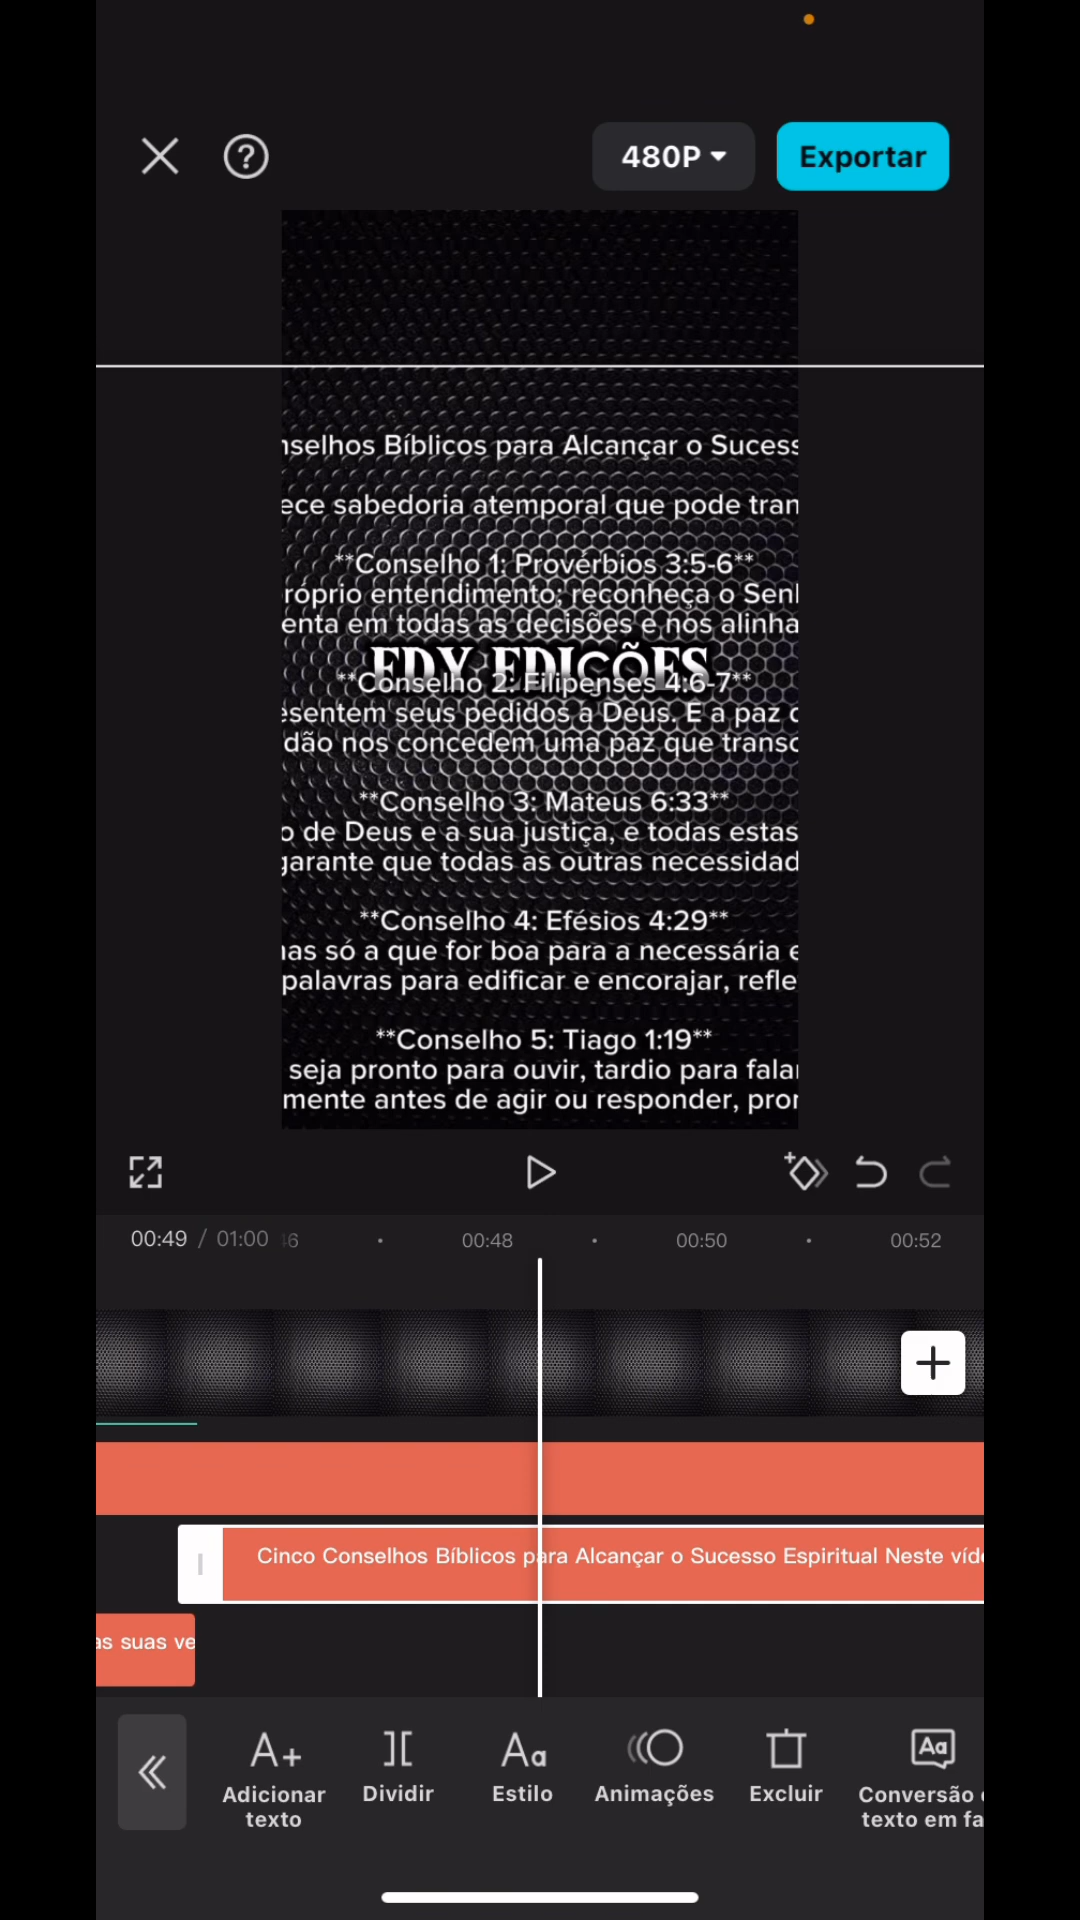 480P
Exportar
nselhos Bíblicos para Alcançar o Sucess
ece sabedoria atemporal que pode tran
**Conselho 1: Provérbios 3:5-6**
róprio entendimento; reconheça o Sen
enta em todas as decisões e nos alinha
EDY EDIÇÕES
**Conselho 2: Filipenses 4:6-7**
esentem seus pedidos a Deus. E a paz d
dão nos concedem uma paz que transc
**Conselho 3: Mateus 6:33**
o de Deus e a sua justiça, e todas estas
garante que todas as outras necessidad
**Conselho 4: Efésios 4:29**
as só a que for boa para a necessária e
palavras para edificar e encorajar, refle
**Conselho 5: Tiago 1:19**
seja pronto para ouvir, tardio para falar
mente antes de agir ou responder, pror
00:49 / 01:00 00:48 00:50 00:52
Cinco Conselhos Bíblicos para Alcançar o Sucesso Espiritual Neste víde
as suas ve
Adicionar texto
Dividir
Estilo
Animações
Excluir
Conversão
texto em fa